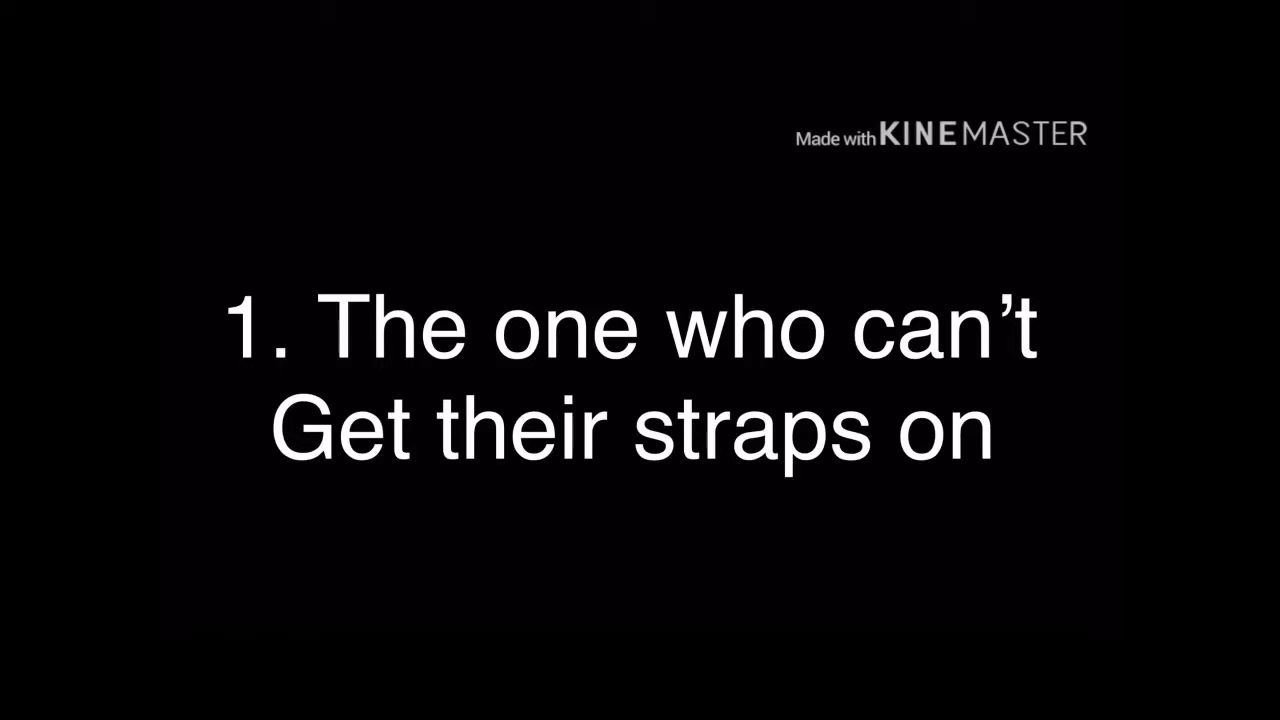 Made with KINEMASTER
1. The one who can’t
Get their straps on